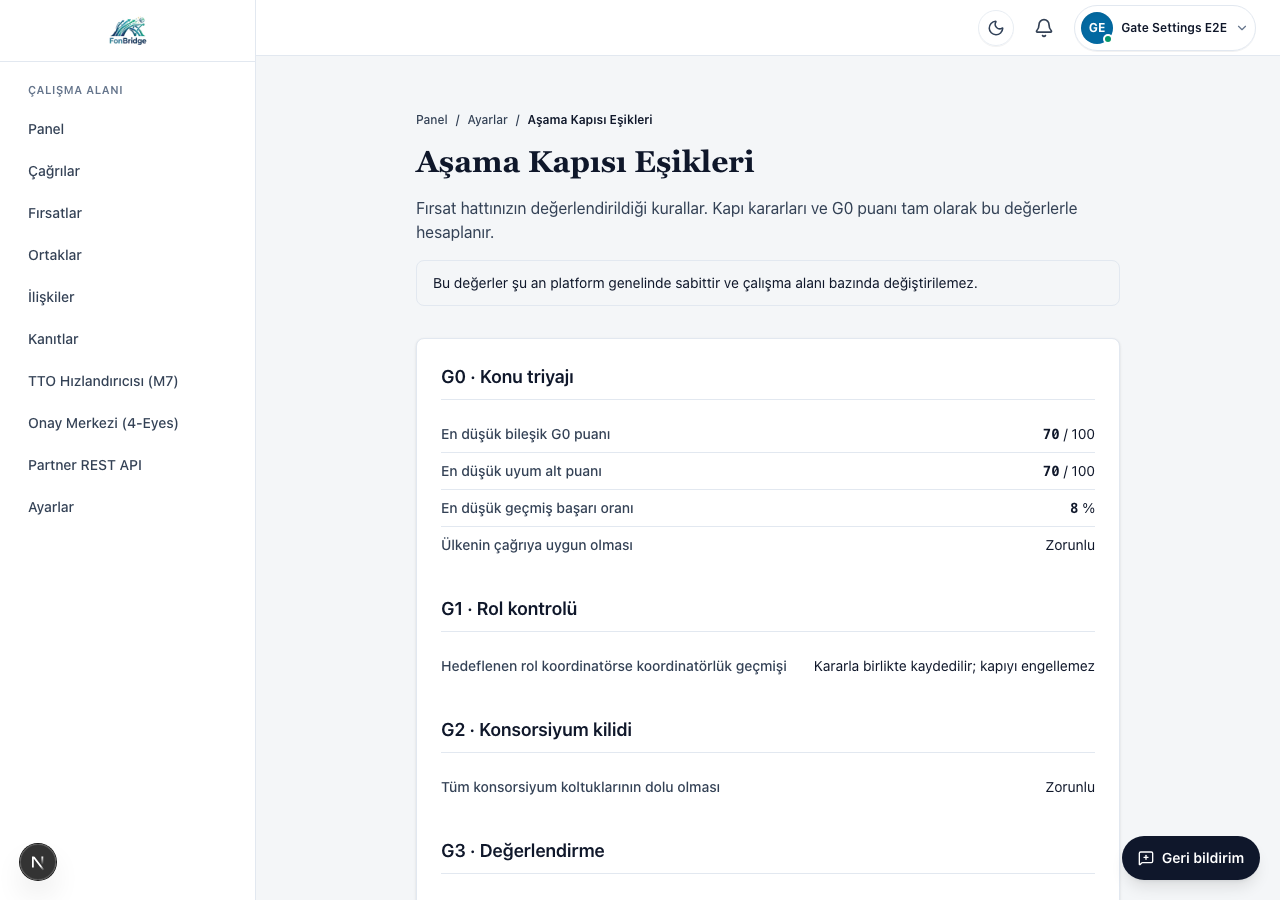 FonBridge
GE
Gate Settings E2E
ÇALIŞMA ALANI
Panel
Çağrılar
Fırsatlar
Ortaklar
İlişkiler
Kanıtlar
TTO Hızlandırıcısı (M7)
Onay Merkezi (4-Eyes)
Partner REST API
Ayarlar
Panel / Ayarlar / Aşama Kapısı Eşikleri
Aşama Kapısı Eşikleri
Fırsat hattınızın değerlendirildiği kurallar. Kapı kararları ve G0 puanı tam olarak bu değerlerle
hesaplanır.
Bu değerler şu an platform genelinde sabittir ve çalışma alanı bazında değiştirilemez.
G0 · Konu triyajı
En düşük bileşik G0 puanı 70 / 100
En düşük uyum alt puanı 70 / 100
En düşük geçmiş başarı oranı 8 %
Ülkenin çağrıya uygun olması Zorunlu
G1 · Rol kontrolü
Hedeflenen rol koordinatörse koordinatörlük geçmişi Kararla birlikte kaydedilir; kapıyı engellemez
G2 · Konsorsiyum kilidi
Tüm konsorsiyum koltuklarının dolu olması Zorunlu
G3 · Değerlendirme
N
Geri bildirim